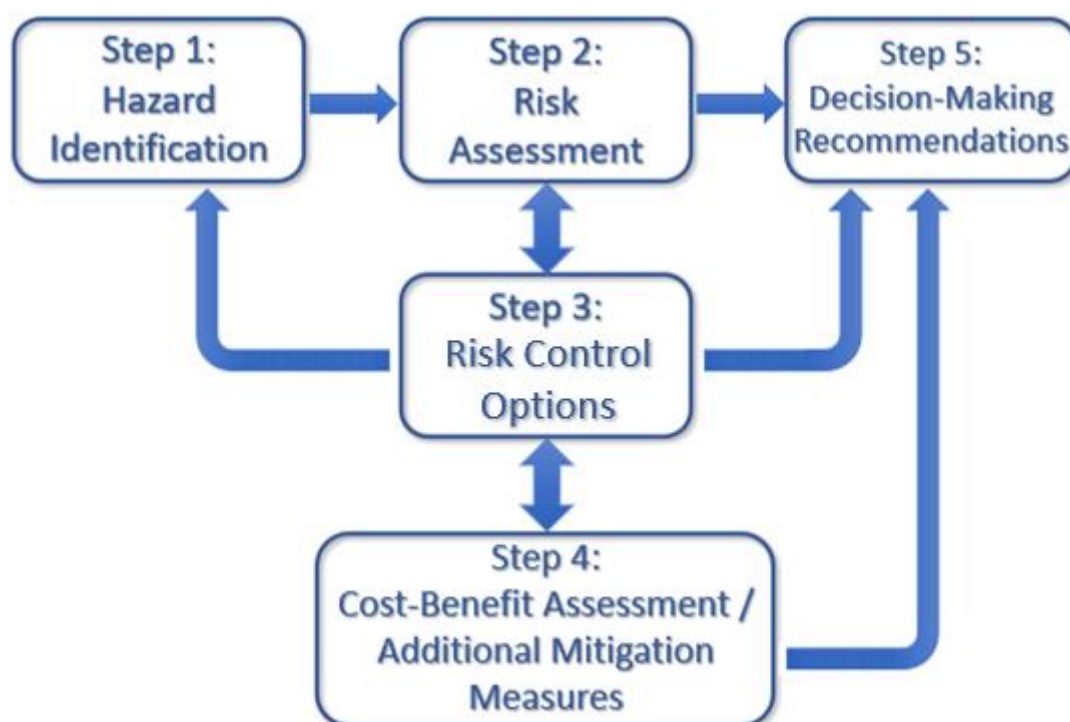 Step 1:
Hazard
Identification
Step 2:
Risk
Assessment
Step 5:
Decision-Making
Recommendations
Step 3:
Risk Control
Options
Step 4:
Cost-Benefit Assessment /
Additional Mitigation
Measures